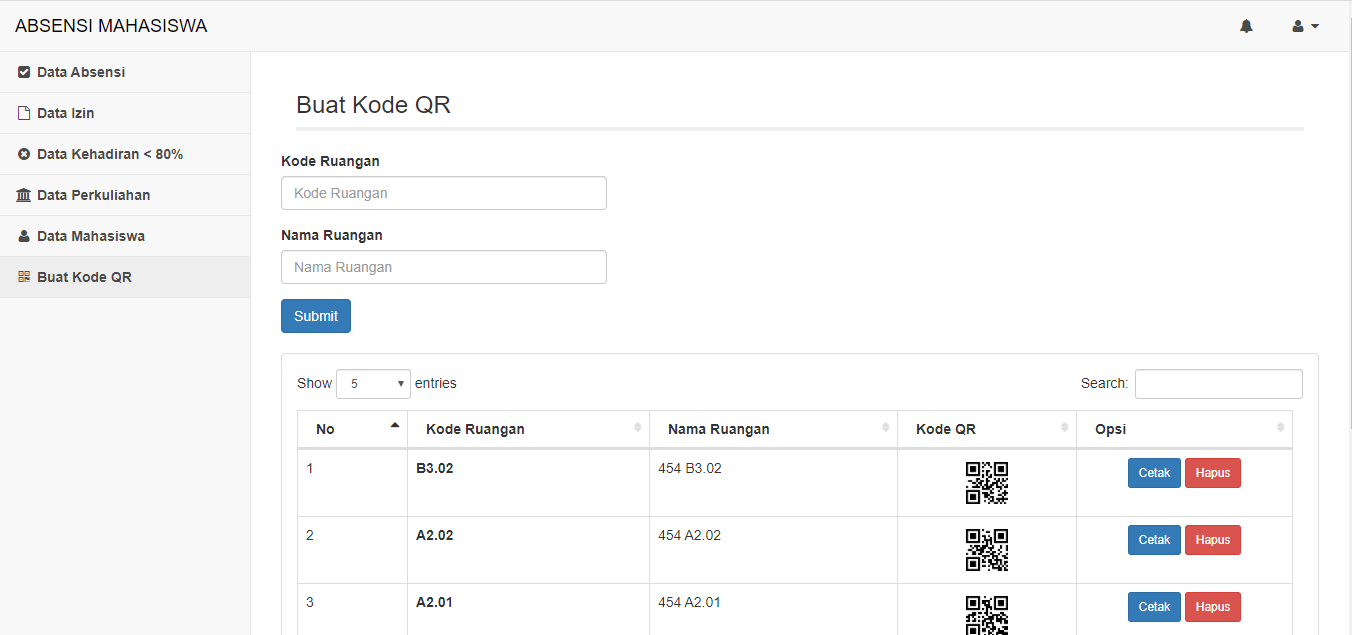 ABSENSI MAHASISWA
Data Absensi
Data Izin
Data Kehadiran < 80%
Data Perkuliahan
Data Mahasiswa
Buat Kode QR
Buat Kode QR
Kode Ruangan
Kode Ruangan
Nama Ruangan
Nama Ruangan
Submit
Show 5 entries
Search:
No Kode Ruangan Nama Ruangan Kode QR Opsi
1 B3.02 454 B3.02 Cetak Hapus
2 A2.02 454 A2.02 Cetak Hapus
3 A2.01 454 A2.01 Cetak Hapus